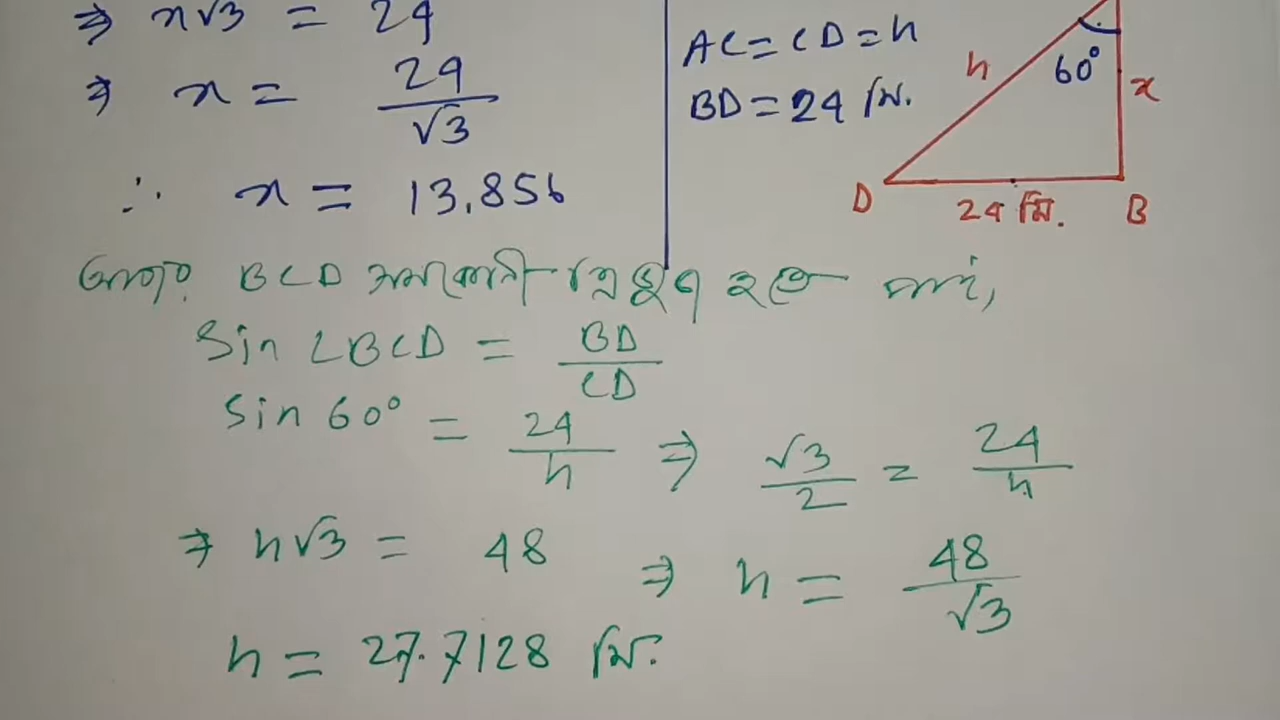 ⇒ x√3 = 24
⇒ x = 24/√3
∴ x = 13.856
AC = CD = h
BD = 24 মি.
h
60°
x
D
24 মি.
B
আবার BCD সমকোণী ত্রিভুজ হতে পাই,
Sin ∠BCD = BD/CD
Sin 60° = 24/h ⇒ √3/2 = 24/h
⇒ h√3 = 48 ⇒ h = 48/√3
h = 27.7128 মি.